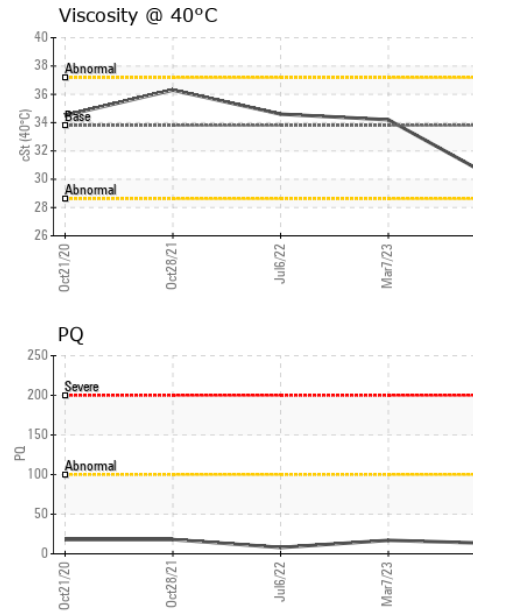 Viscosity @ 40°C
40
Abnormal
38
36
34
Base
cSt (40°C)
32
30
Abnormal
28
26
Oct21/20
Oct28/21
Jul6/22
Mar7/23
PQ
250
Severe
200
150
PQ
Abnormal
100
50
0
Oct21/20
Oct28/21
Jul6/22
Mar7/23